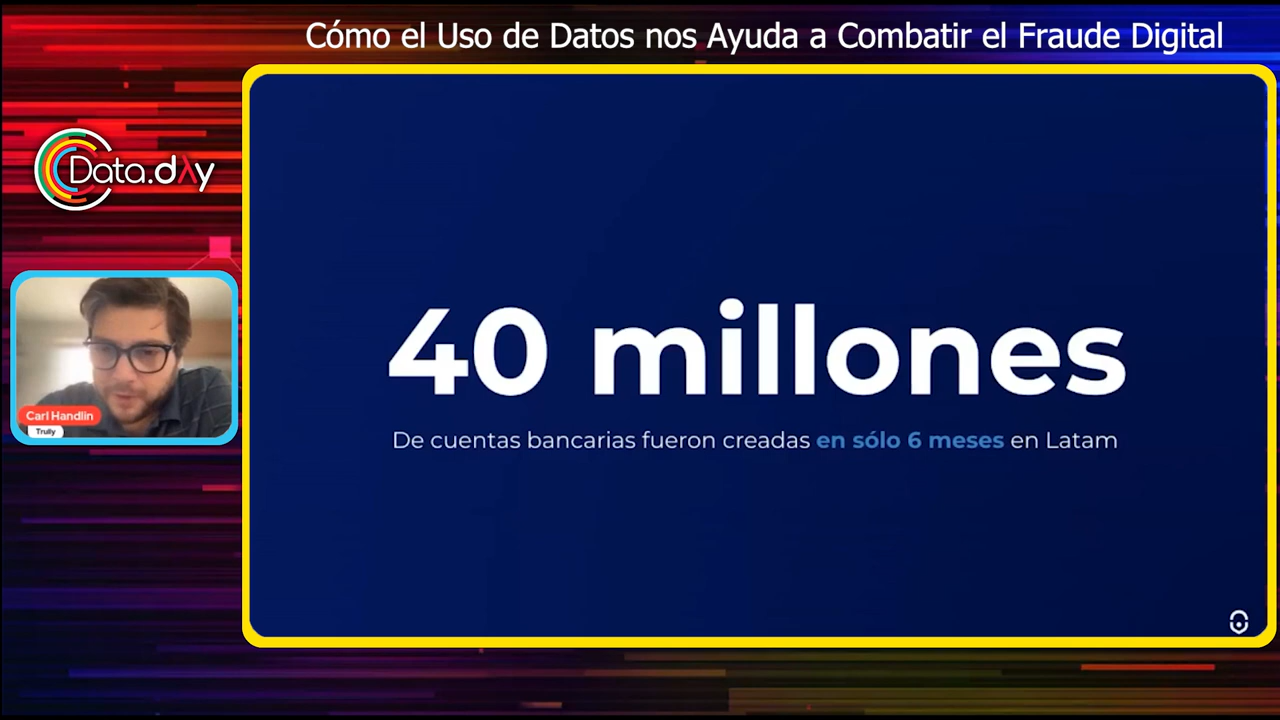 Cómo el Uso de Datos nos Ayuda a Combatir el Fraude Digital
Data.dAy
40 millones
De cuentas bancarias fueron creadas en sólo 6 meses en Latam
Carl Handlin
Trully